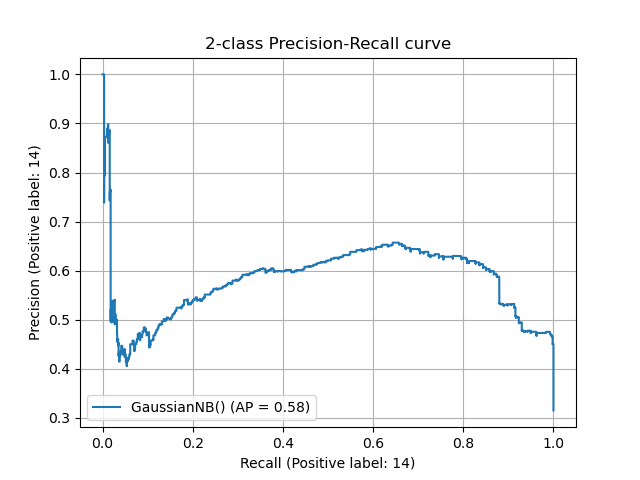 2-class Precision-Recall curve
1.0
0.9
0.8
0.7
0.6
0.5
0.4
0.3
Precision (Positive label: 14)
GaussianNB() (AP = 0.58)
0.0 0.2 0.4 0.6 0.8 1.0
Recall (Positive label: 14)